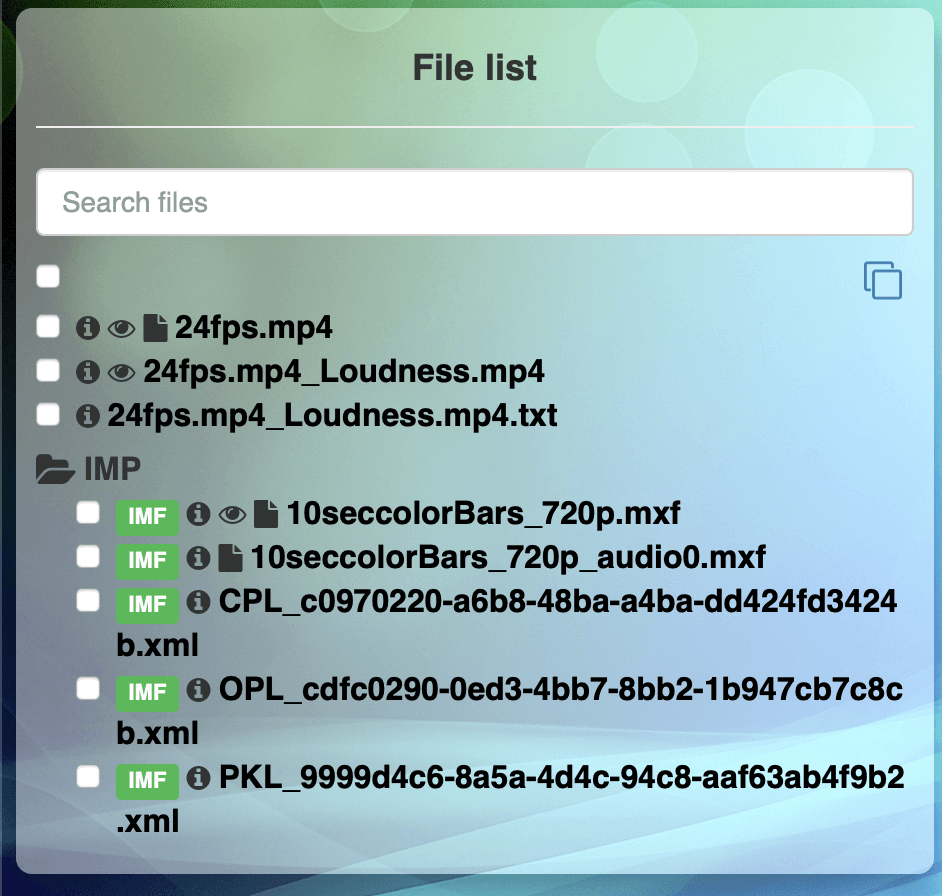 File list
Search files
24fps.mp4
24fps.mp4_Loudness.mp4
24fps.mp4_Loudness.mp4.txt
IMP
IMF 10seccolorBars_720p.mxf
IMF 10seccolorBars_720p_audio0.mxf
IMF CPL_c0970220-a6b8-48ba-a4ba-dd424fd3424
b.xml
IMF OPL_cdfc0290-0ed3-4bb7-8bb2-1b947cb7c8c
b.xml
IMF PKL_9999d4c6-8a5a-4d4c-94c8-aaf63ab4f9b2
.xml